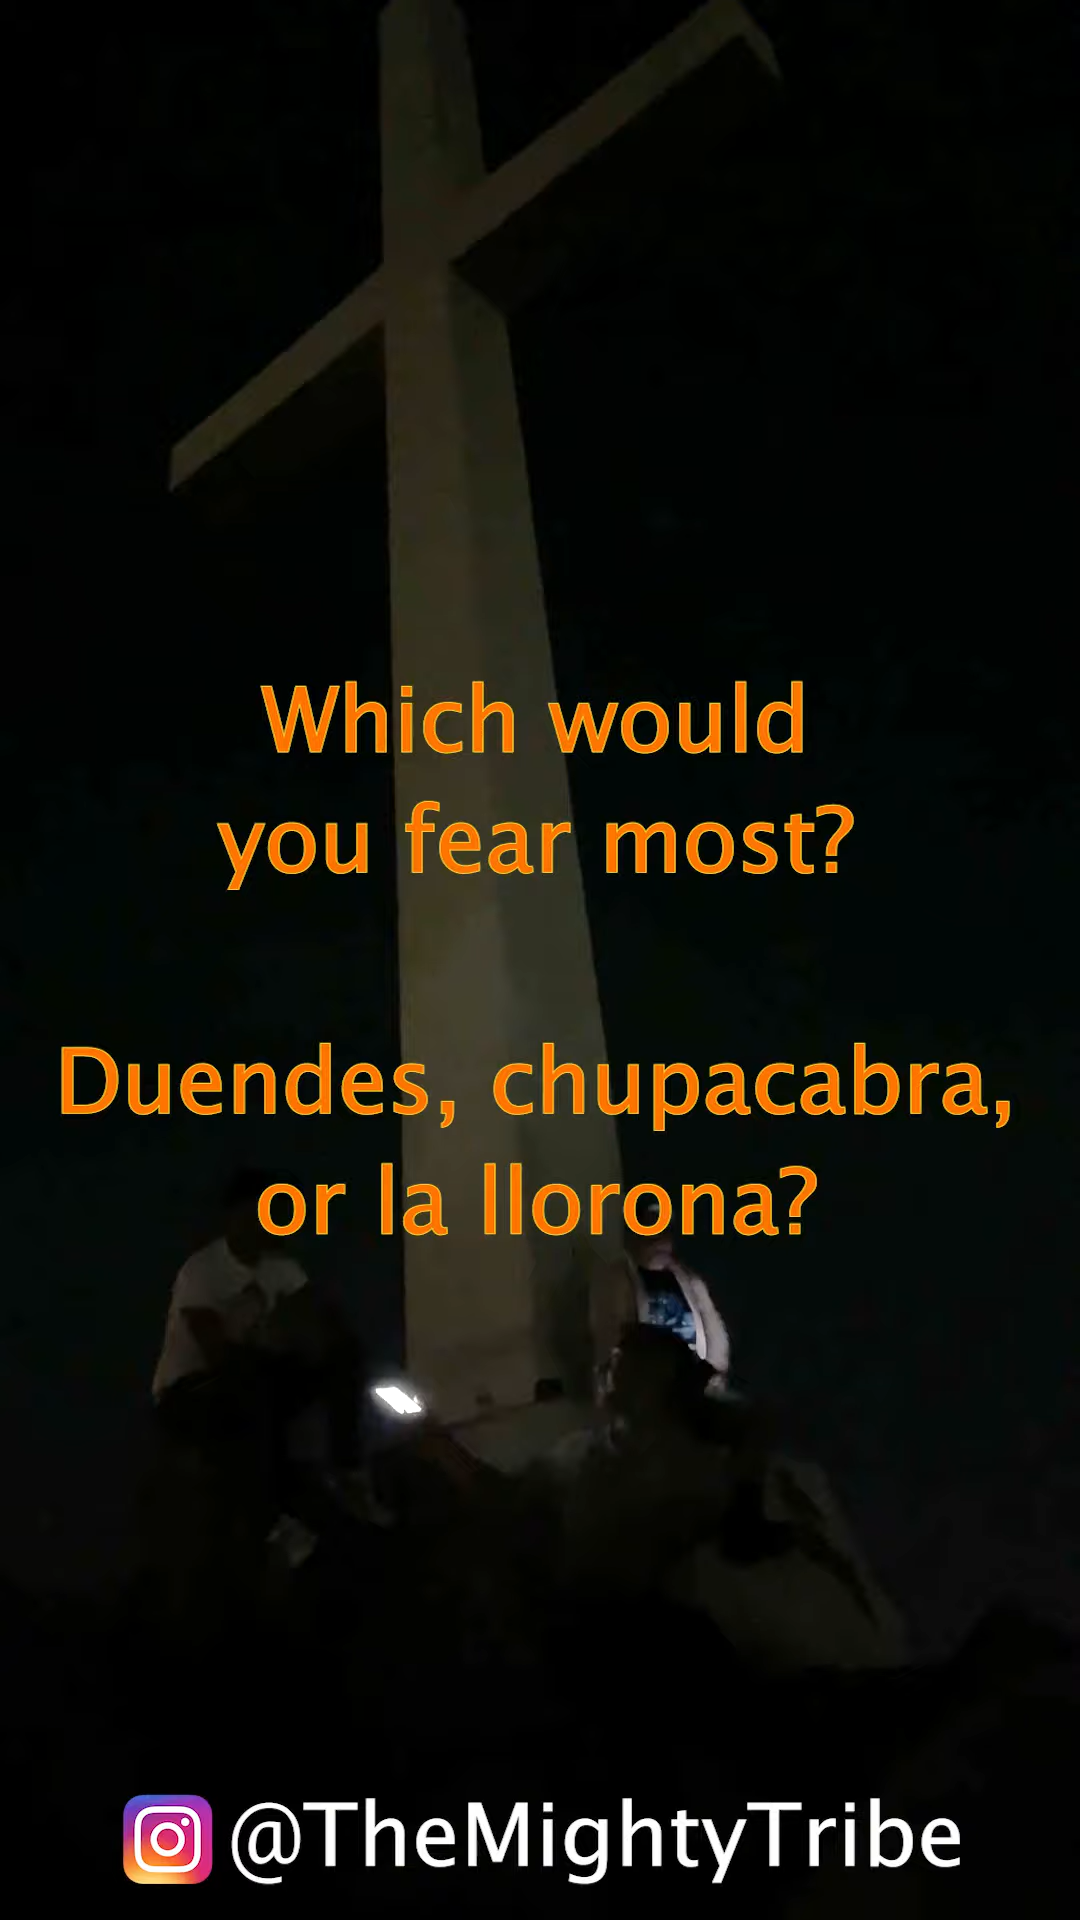 Which would
you fear most?
Duendes, chupacabra,
or la llorona?
@TheMightyTribe